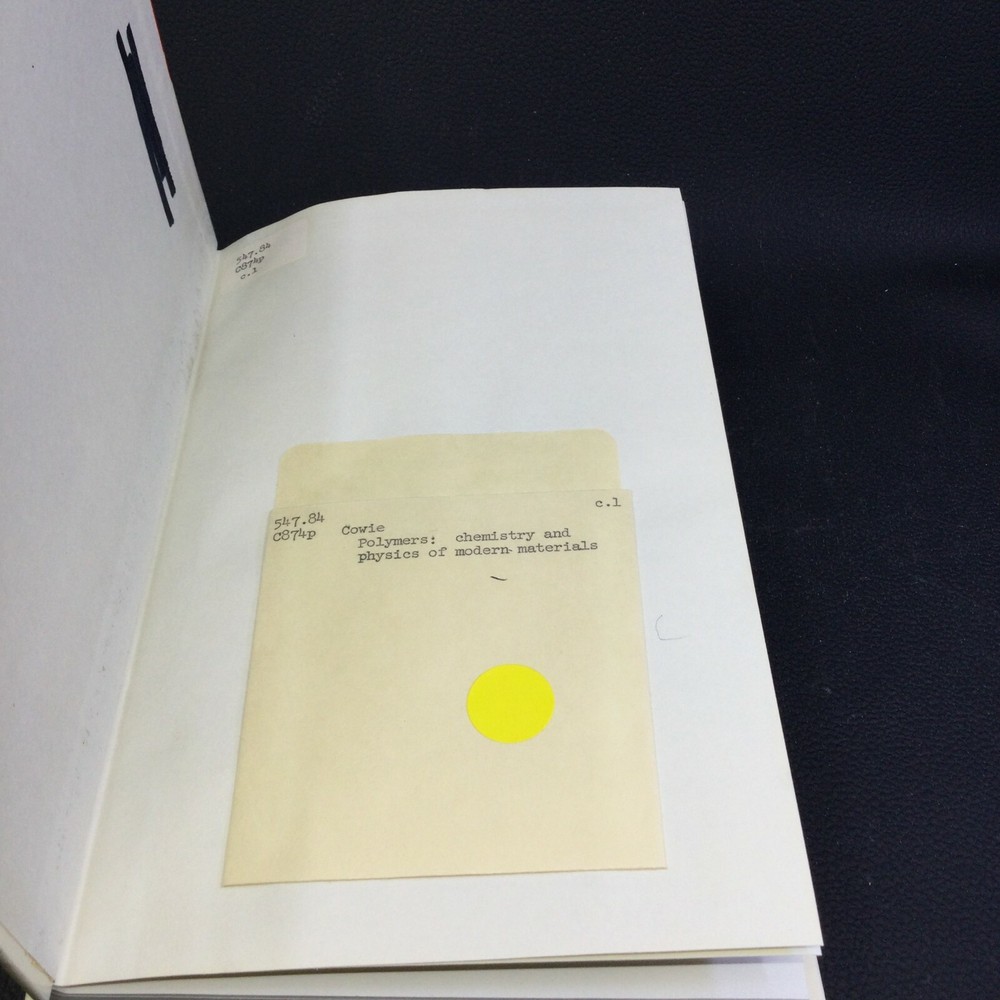 547.84
C874p
c.1
c.1
547.84
C874p
Cowie
Polymers: chemistry and
physics of modern materials